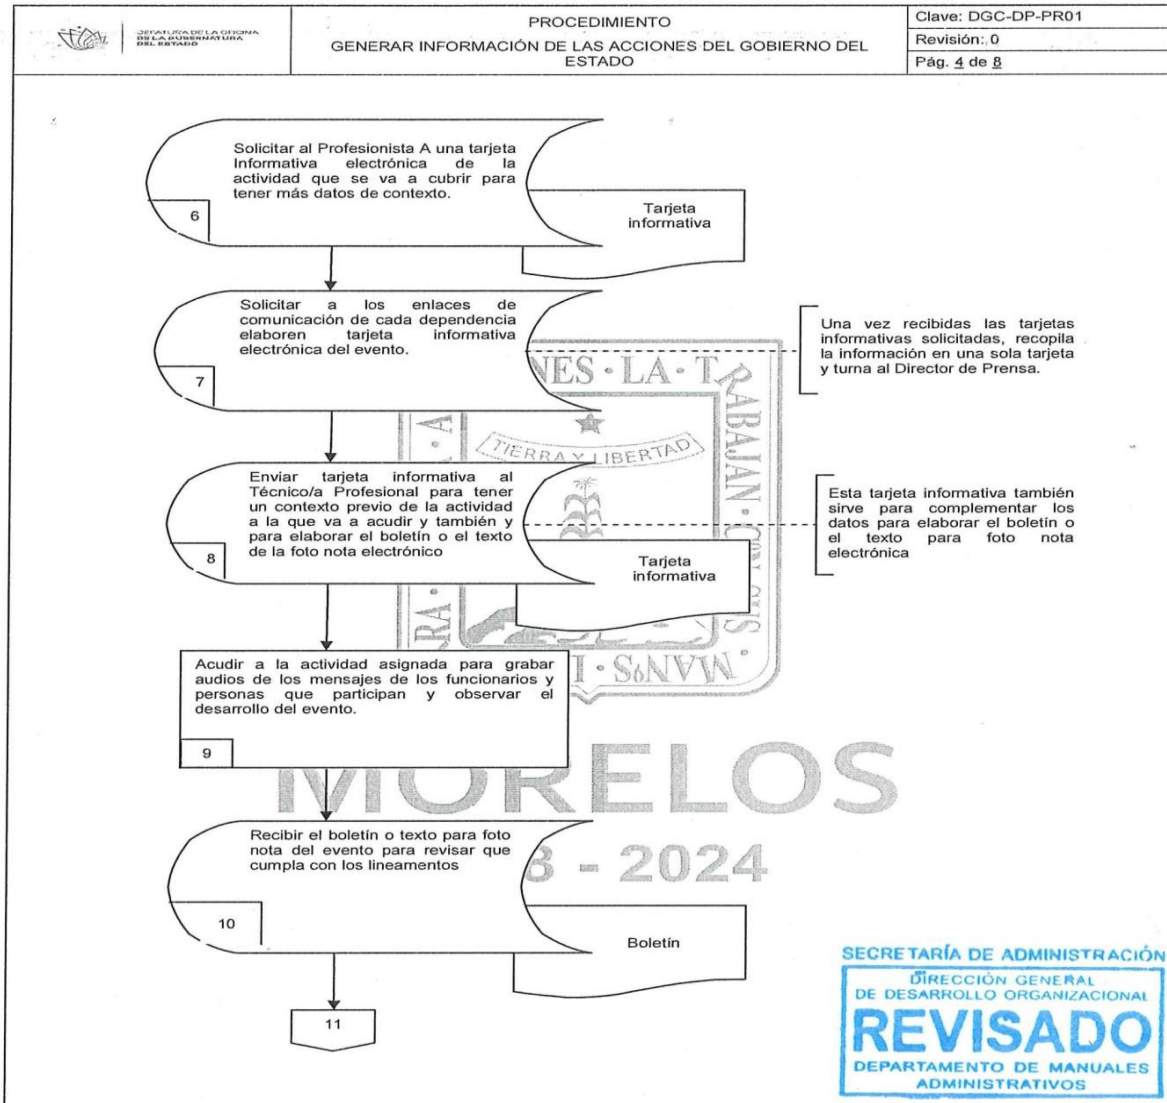 JEFATURA DE LA OFICINA
DE LA GUBERNATURA
DEL ESTADO
PROCEDIMIENTO
GENERAR INFORMACIÓN DE LAS ACCIONES DEL GOBIERNO DEL
ESTADO
Clave: DGC-DP-PR01
Revisión: 0
Pág. 4 de 8
Solicitar al Profesionista A una tarjeta
Informativa electrónica de la
actividad que se va a cubrir para
tener más datos de contexto.
6
Tarjeta
informativa
Solicitar a los enlaces de
comunicación de cada dependencia
elaboren tarjeta informativa
electrónica del evento.
7
Una vez recibidas las tarjetas
informativas solicitadas, recopila
la información en una sola tarjeta
y turna al Director de Prensa.
NES · LA · TRABAJAN · CON · SUS · MANOS
TIERRA Y LIBERTAD
Enviar tarjeta informativa al
Técnico/a Profesional para tener
un contexto previo de la actividad
a la que va a acudir y también y
para elaborar el boletín o el texto
de la foto nota electrónico
8
Tarjeta
informativa
Esta tarjeta informativa también
sirve para complementar los
datos para elaborar el boletín o
el texto para foto nota
electrónica
Acudir a la actividad asignada para grabar
audios de los mensajes de los funcionarios y
personas que participan y observar el
desarrollo del evento.
9
MORELOS
8 - 2024
Recibir el boletín o texto para foto
nota del evento para revisar que
cumpla con los lineamentos
10
Boletín
11
SECRETARÍA DE ADMINISTRACIÓN
DIRECCIÓN GENERAL
DE DESARROLLO ORGANIZACIONAL
REVISADO
DEPARTAMENTO DE MANUALES
ADMINISTRATIVOS